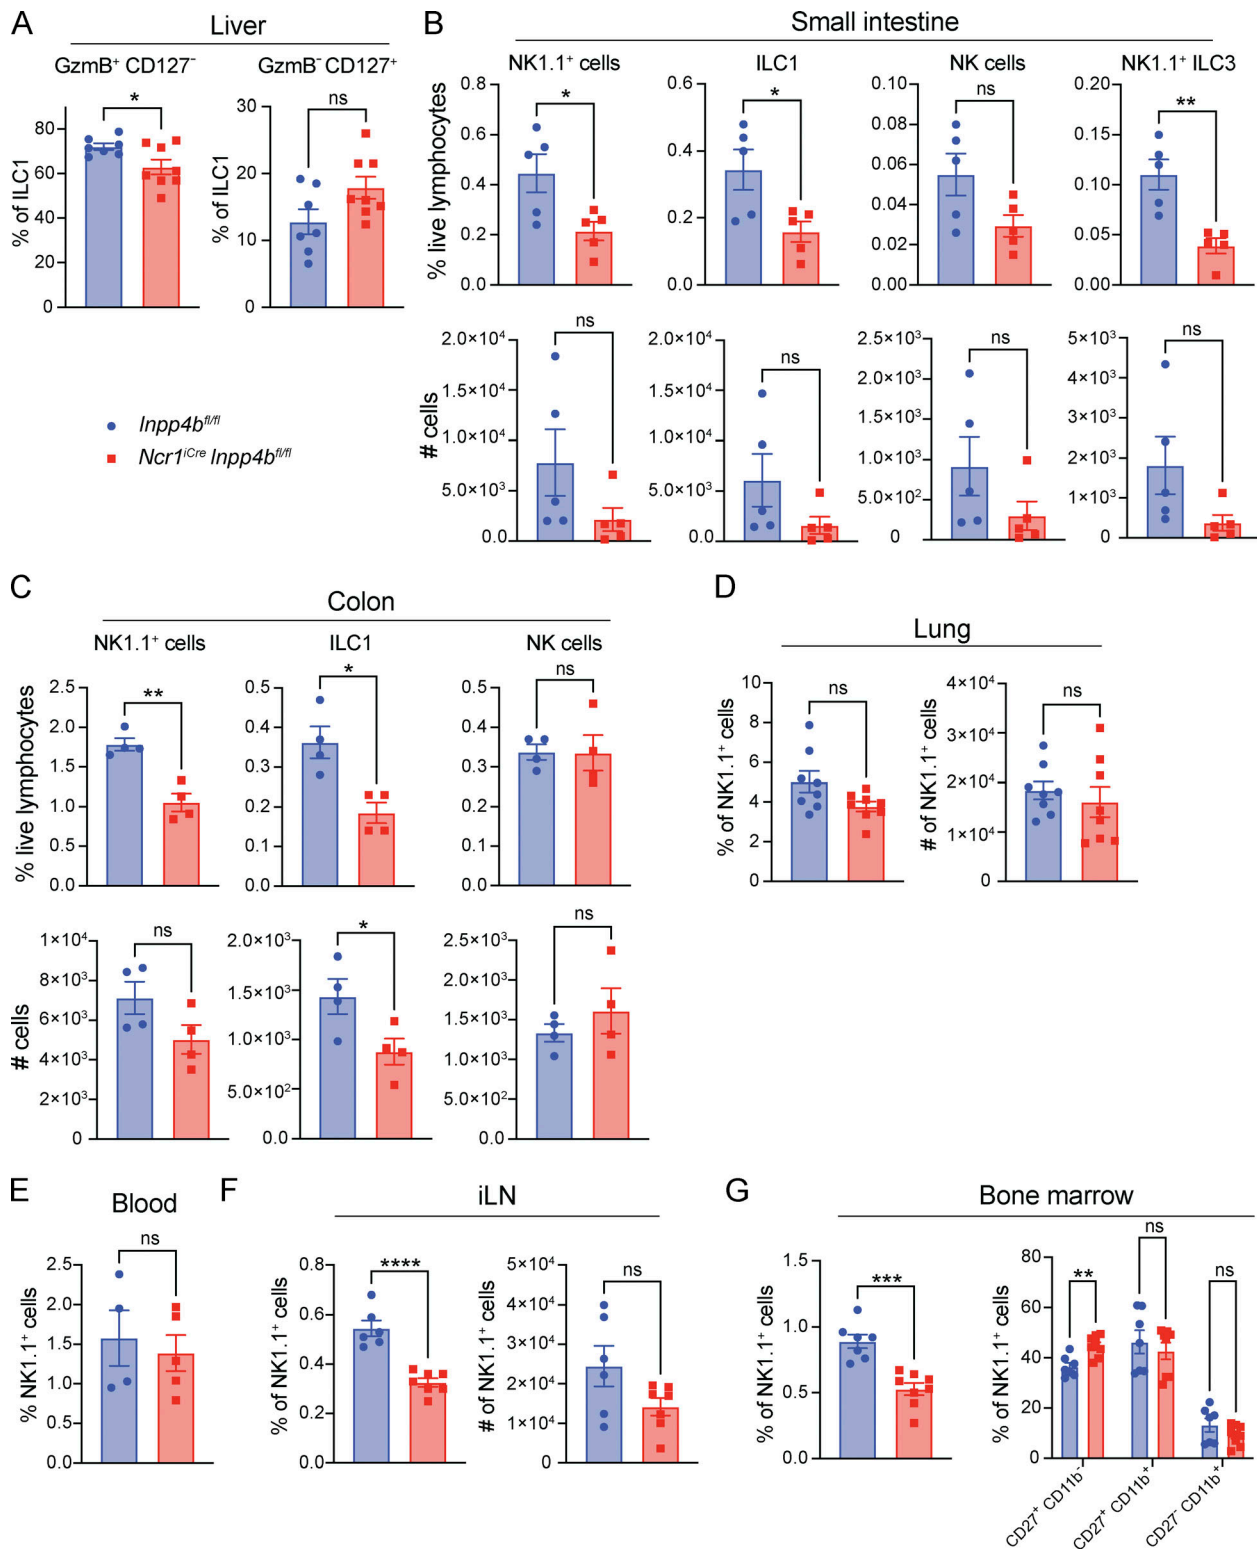 A
Liver
GzmB⁺ CD127⁻
GzmB⁻ CD127⁺
% of ILC1
80
60
40
20
0
*
% of ILC1
30
20
10
0
ns
Inpp4b^fl/fl
Ncr1^iCre Inpp4b^fl/fl
B
Small intestine
NK1.1⁺ cells
ILC1
NK cells
NK1.1⁺ ILC3
% live lymphocytes
0.8
0.6
0.4
0.2
0.0
*
0.6
0.4
0.2
0.0
*
0.10
0.08
0.06
0.04
0.02
0.00
ns
0.20
0.15
0.10
0.05
0.00
**
# cells
2.0×10⁴
1.5×10⁴
1.0×10⁴
5.0×10³
0.0
ns
2.0×10⁴
1.5×10⁴
1.0×10⁴
5.0×10³
0.0
ns
2.5×10³
2.0×10³
1.5×10³
1.0×10³
5.0×10²
0
ns
5×10³
4×10³
3×10³
2×10³
1×10³
0
ns
C
Colon
NK1.1⁺ cells
ILC1
NK cells
% live lymphocytes
2.5
2.0
1.5
1.0
0.5
0.0
**
0.5
0.4
0.3
0.2
0.1
0.0
*
0.5
0.4
0.3
0.2
0.1
0.0
ns
# cells
1×10⁴
8×10³
6×10³
4×10³
2×10³
0
ns
2.0×10³
1.5×10³
1.0×10³
5.0×10²
0.0
*
2.5×10³
2.0×10³
1.5×10³
1.0×10³
5.0×10²
0.0
ns
D
Lung
% of NK1.1⁺ cells
10
8
6
4
2
0
ns
# of NK1.1⁺ cells
4×10⁴
3×10⁴
2×10⁴
1×10⁴
0
ns
E
Blood
% of NK1.1⁺ cells
2.5
2.0
1.5
1.0
0.5
0.0
ns
F
iLN
% of NK1.1⁺ cells
0.8
0.6
0.4
0.2
0.0
****
# of NK1.1⁺ cells
5×10⁴
4×10⁴
3×10⁴
2×10⁴
1×10⁴
0
ns
G
Bone marrow
% of NK1.1⁺ cells
1.5
1.0
0.5
0.0
***
% of NK1.1⁺ cells
80
60
40
20
0
**
ns
ns
CD27⁺ CD11b⁻
CD27⁺ CD11b⁺
CD27⁻ CD11b⁺